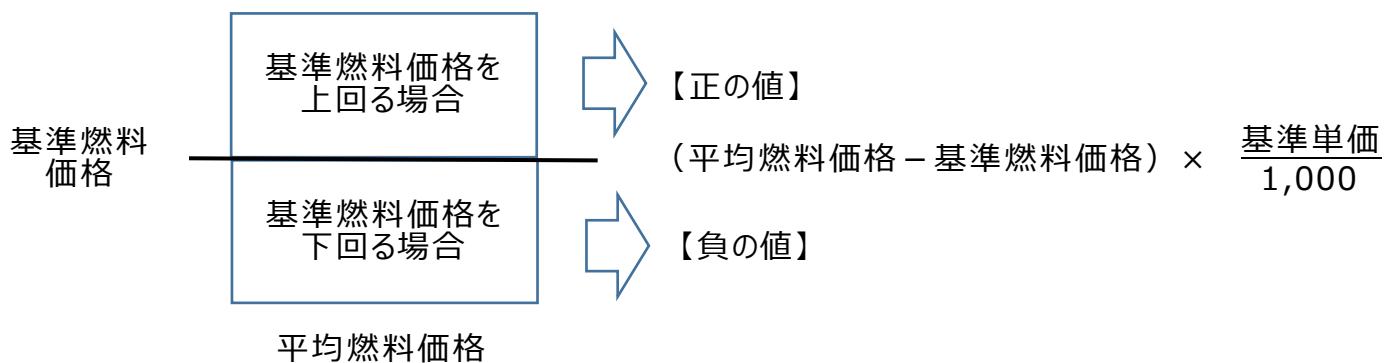 基準燃料価格を
上回る場合
【正の値】
基準燃料
価格
（平均燃料価格－基準燃料価格）× 基準単価
1,000
基準燃料価格を
下回る場合
【負の値】
平均燃料価格